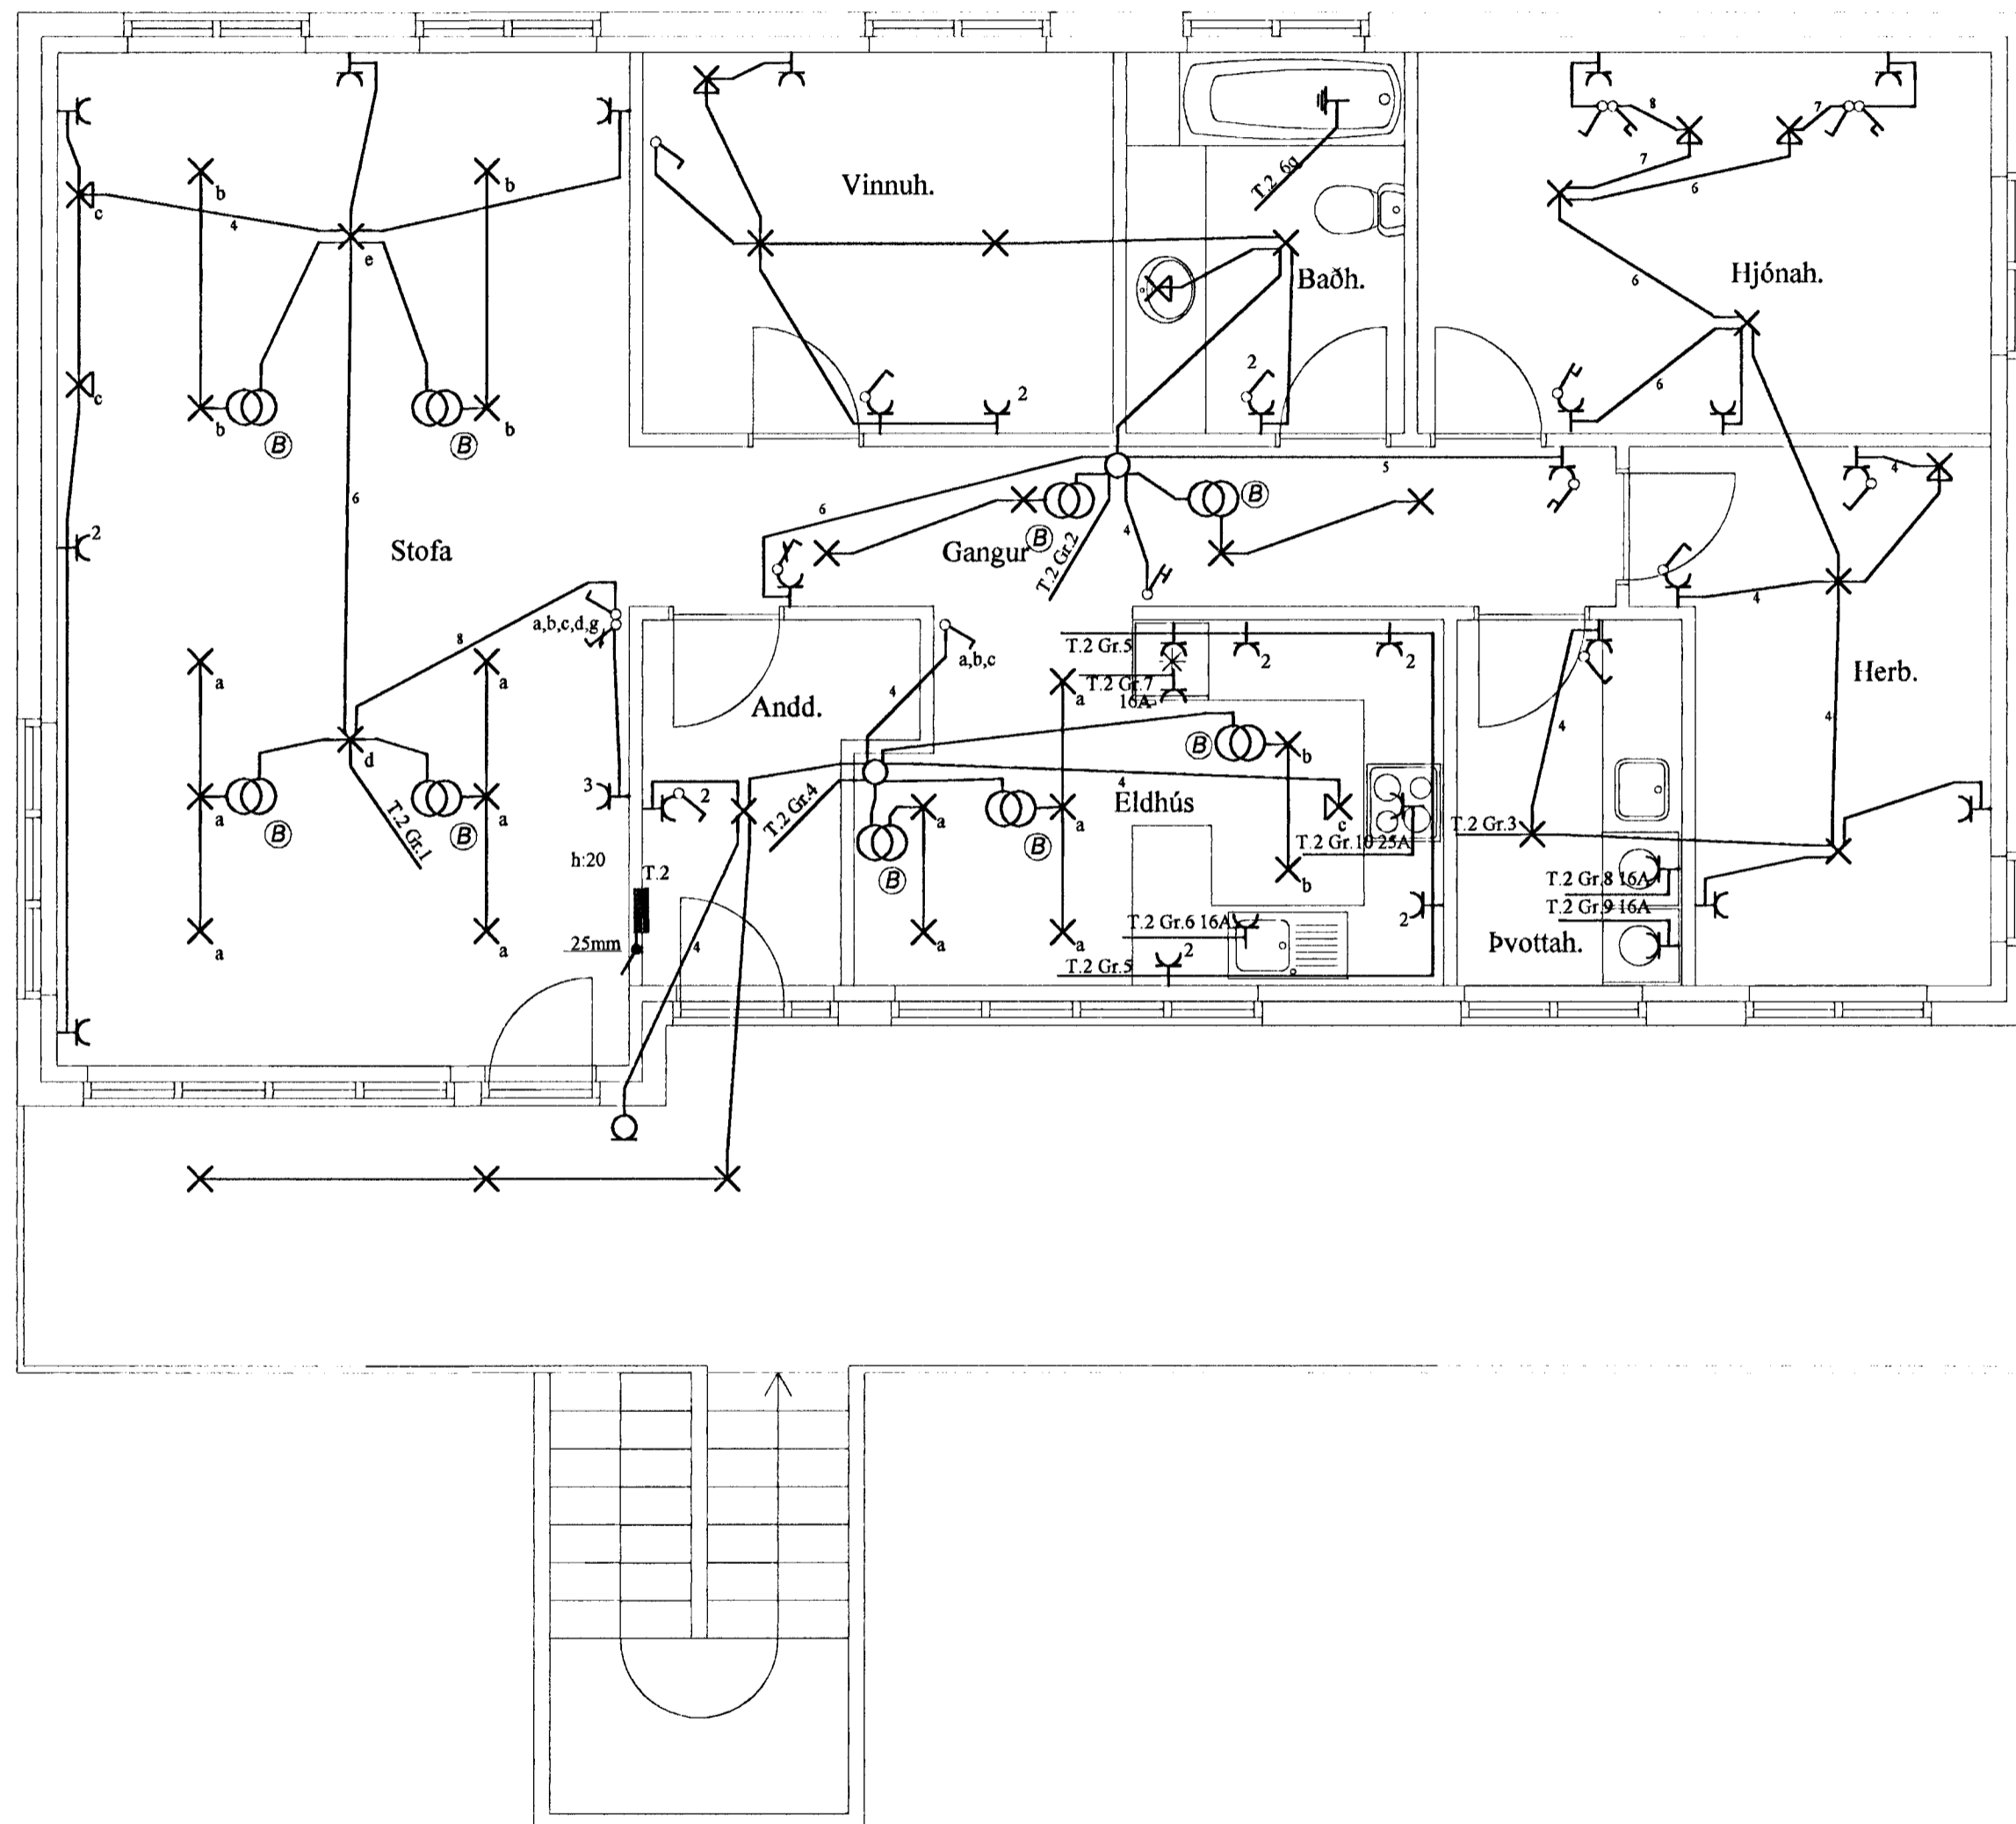 8
7
7
6
T.2 6q
Vinnuh.
b
b
c
4
e
Baðh.
Hjónah.
6
6
2
2
c
b
b
B
B
5
4
6
B
B
4
2
6
Stofa
Gangur
T.2 Gr.2
4
a,b,c,d,g
8
a,b,c
T.2 Gr.5
2
2
4
T.2 Gr.7
16A
a
a
a
Andd.
Herb.
4
4
b
B
d
3
2
4
Eldhús
c
a
a
a
a
B
B
T.2 Gr.1
T.2 Gr.4
B
T.2 Gr.3
T.2 Gr.10 25A
h:20
T.2
B
b
T.2 Gr.8 16A
T.2 Gr.9 16A
2
T.2 Gr.6 16A
25mm
4
a
a
a
a
2
Þvottah.
T.2 Gr.5